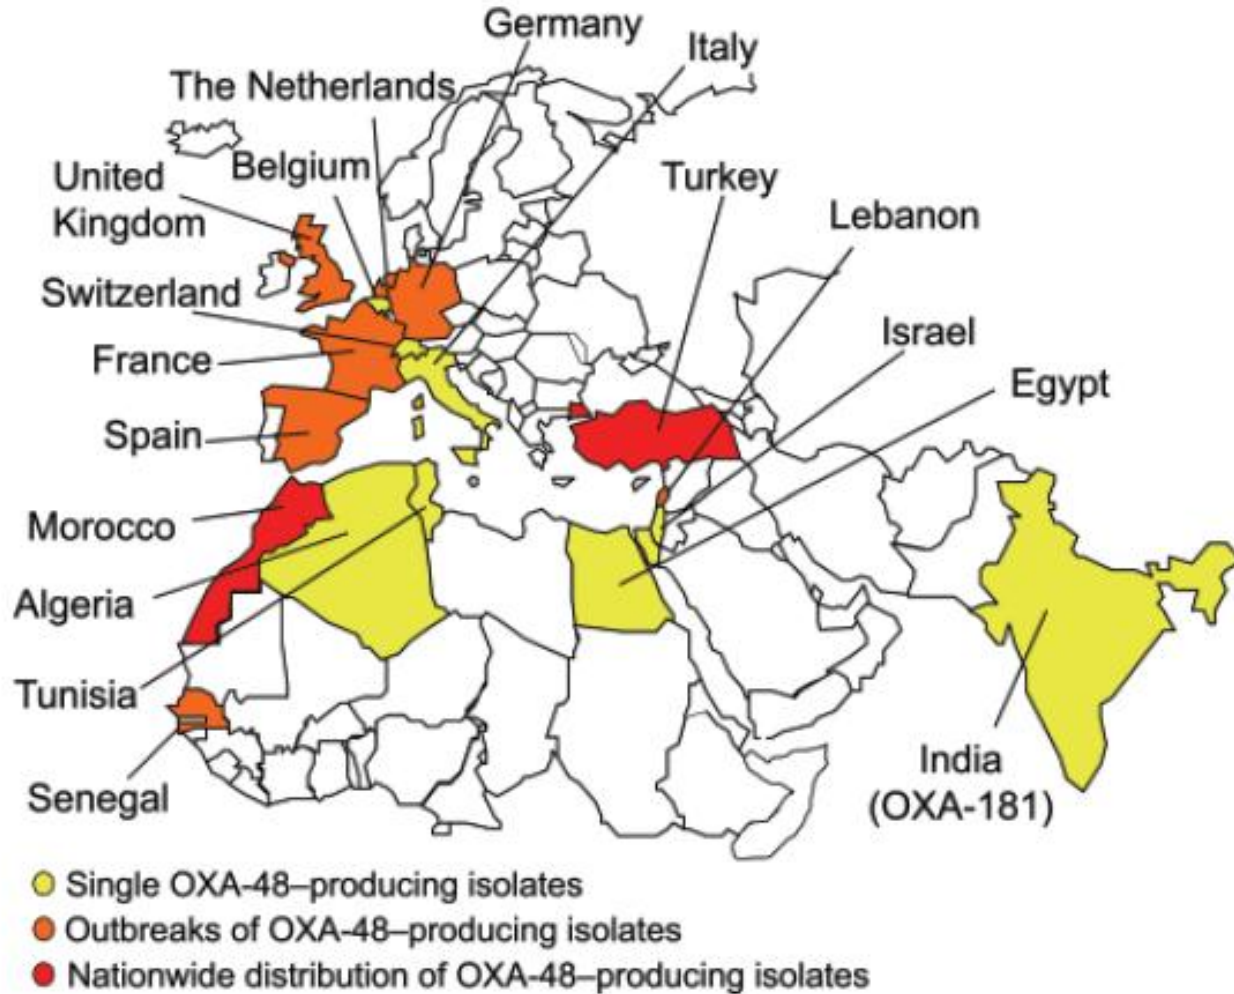 Germany
Italy
The Netherlands
Belgium
United
Kingdom
Turkey
Lebanon
Switzerland
Israel
France
Egypt
Spain
Morocco
Algeria
Tunisia
India
(OXA-181)
Senegal
Single OXA-48–producing isolates
Outbreaks of OXA-48–producing isolates
Nationwide distribution of OXA-48–producing isolates